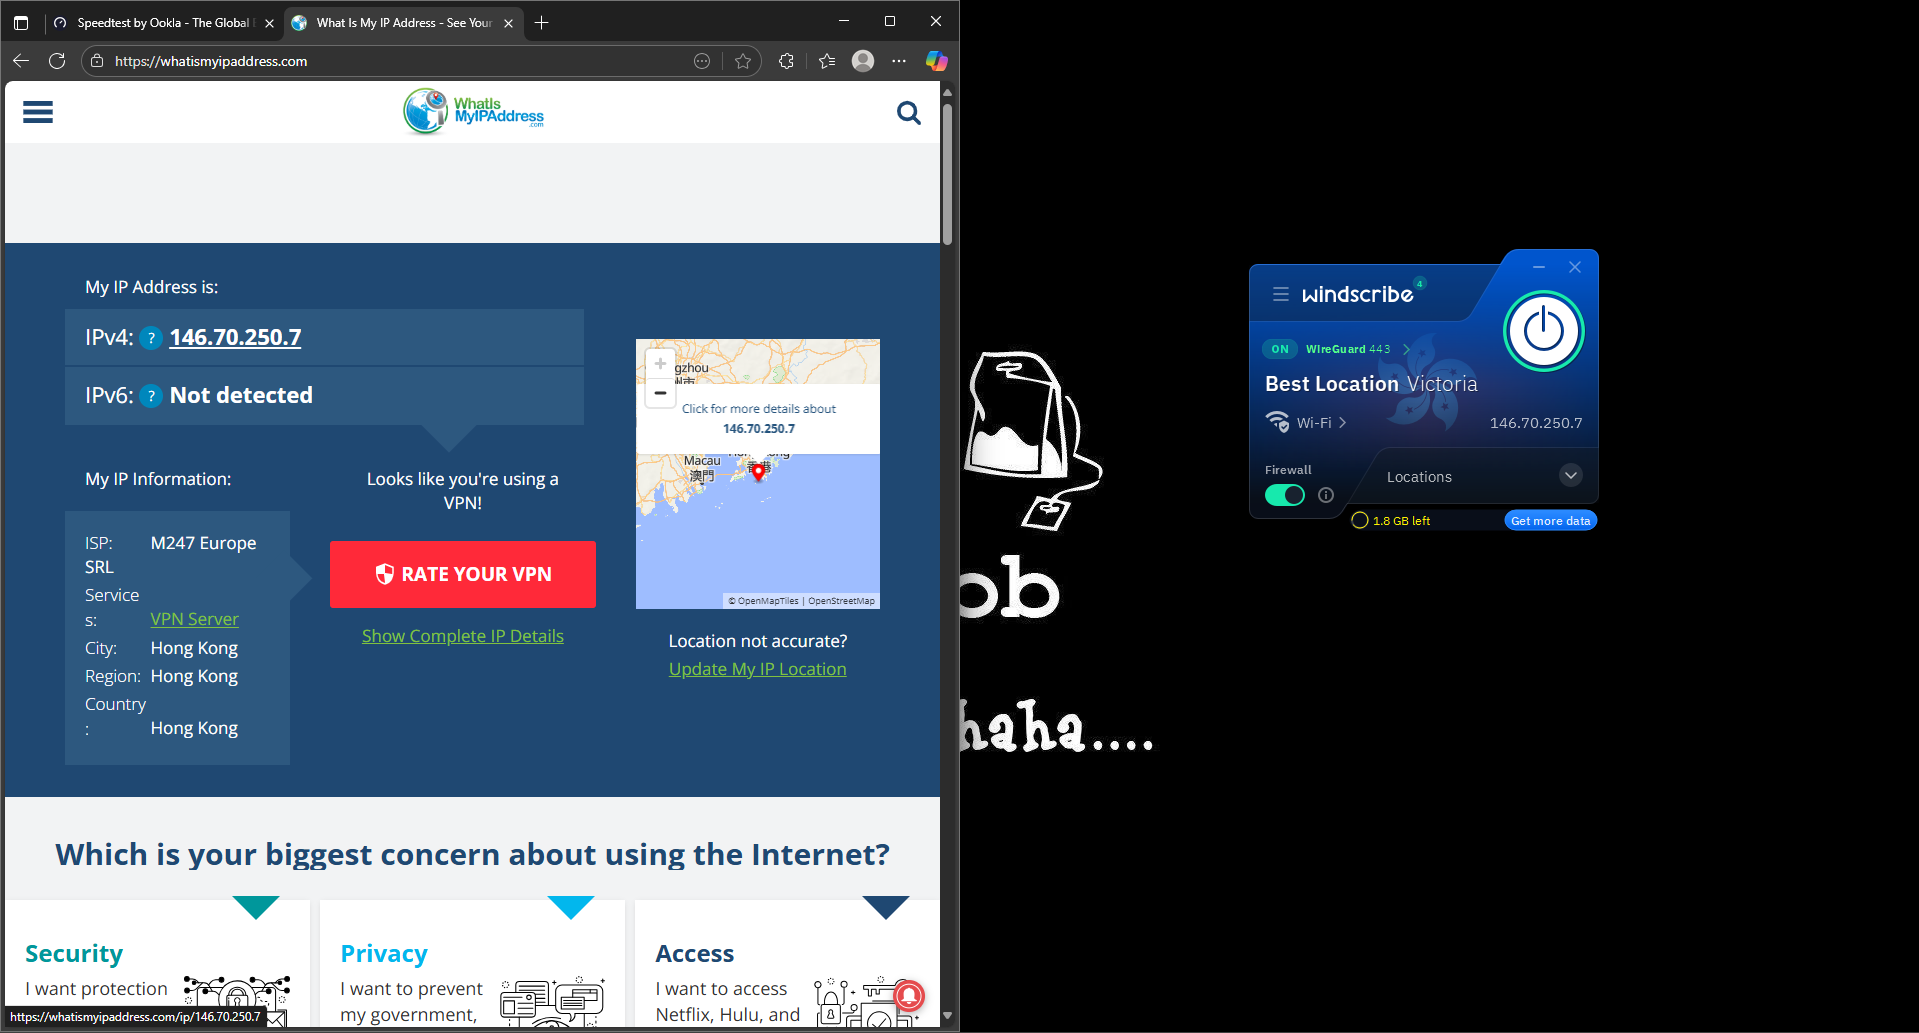 Speedtest by Ookla - The Global
What Is My IP Address - See Your
https://whatismyipaddress.com
WhatIs
MyIPAddress
.com
My IP Address is:
IPv4: ? 146.70.250.7
IPv6: ? Not detected
My IP Information:
ISP: M247 Europe
SRL
Service
s: VPN Server
City: Hong Kong
Region: Hong Kong
Country
: Hong Kong
Looks like you're using a
VPN!
RATE YOUR VPN
Show Complete IP Details
Click for more details about
146.70.250.7
Macau
澳門
香港
© OpenMapTiles | OpenStreetMap
Location not accurate?
Update My IP Location
Which is your biggest concern about using the Internet?
Security
I want protection
Privacy
I want to prevent
my government,
Access
I want to access
Netflix, Hulu, and
https://whatismyipaddress.com/ip/146.70.250.7
windscribe 4
ON WireGuard 443
Best Location Victoria
Wi-Fi
146.70.250.7
Firewall
Locations
1.8 GB left
Get more data
ob
haha....